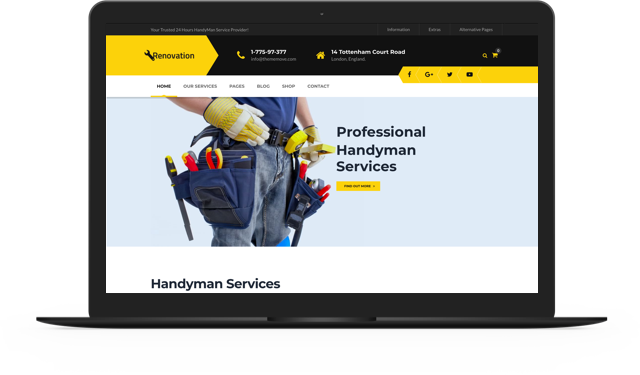 Your Trusted 24 Hours HandyMan Service Provider!
Information
Extras
Alternative Pages
Renovation
1-775-97-377
info@thememove.com
14 Tottenham Court Road
London, England.
0
HOME
OUR SERVICES
PAGES
BLOG
SHOP
CONTACT
Professional
Handyman
Services
FIND OUT MORE
Handyman Services